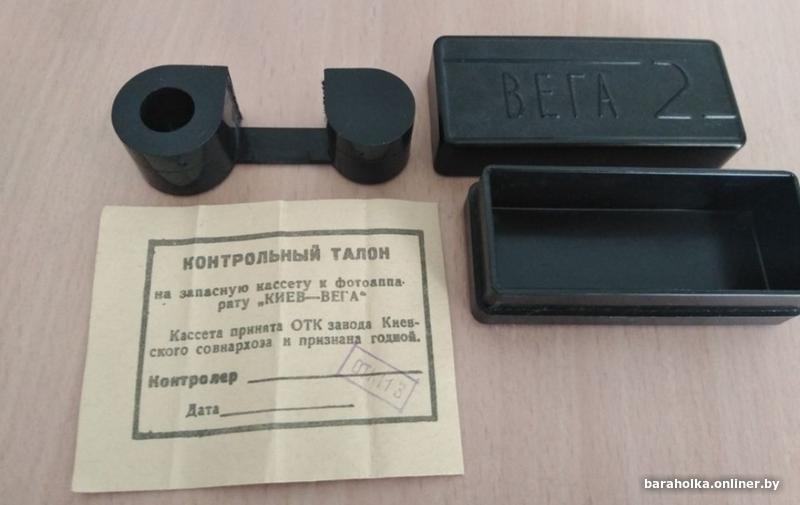 ВЕГА 2
КОНТРОЛЬНЫЙ ТАЛОН
на запасную кассету к фотоаппа-
рату „КИЕВ—ВЕГА“
Кассета принята ОТК завода Киев-
ского совнархоза и признана годной.
Контролер
Дата
baraholka.onliner.by